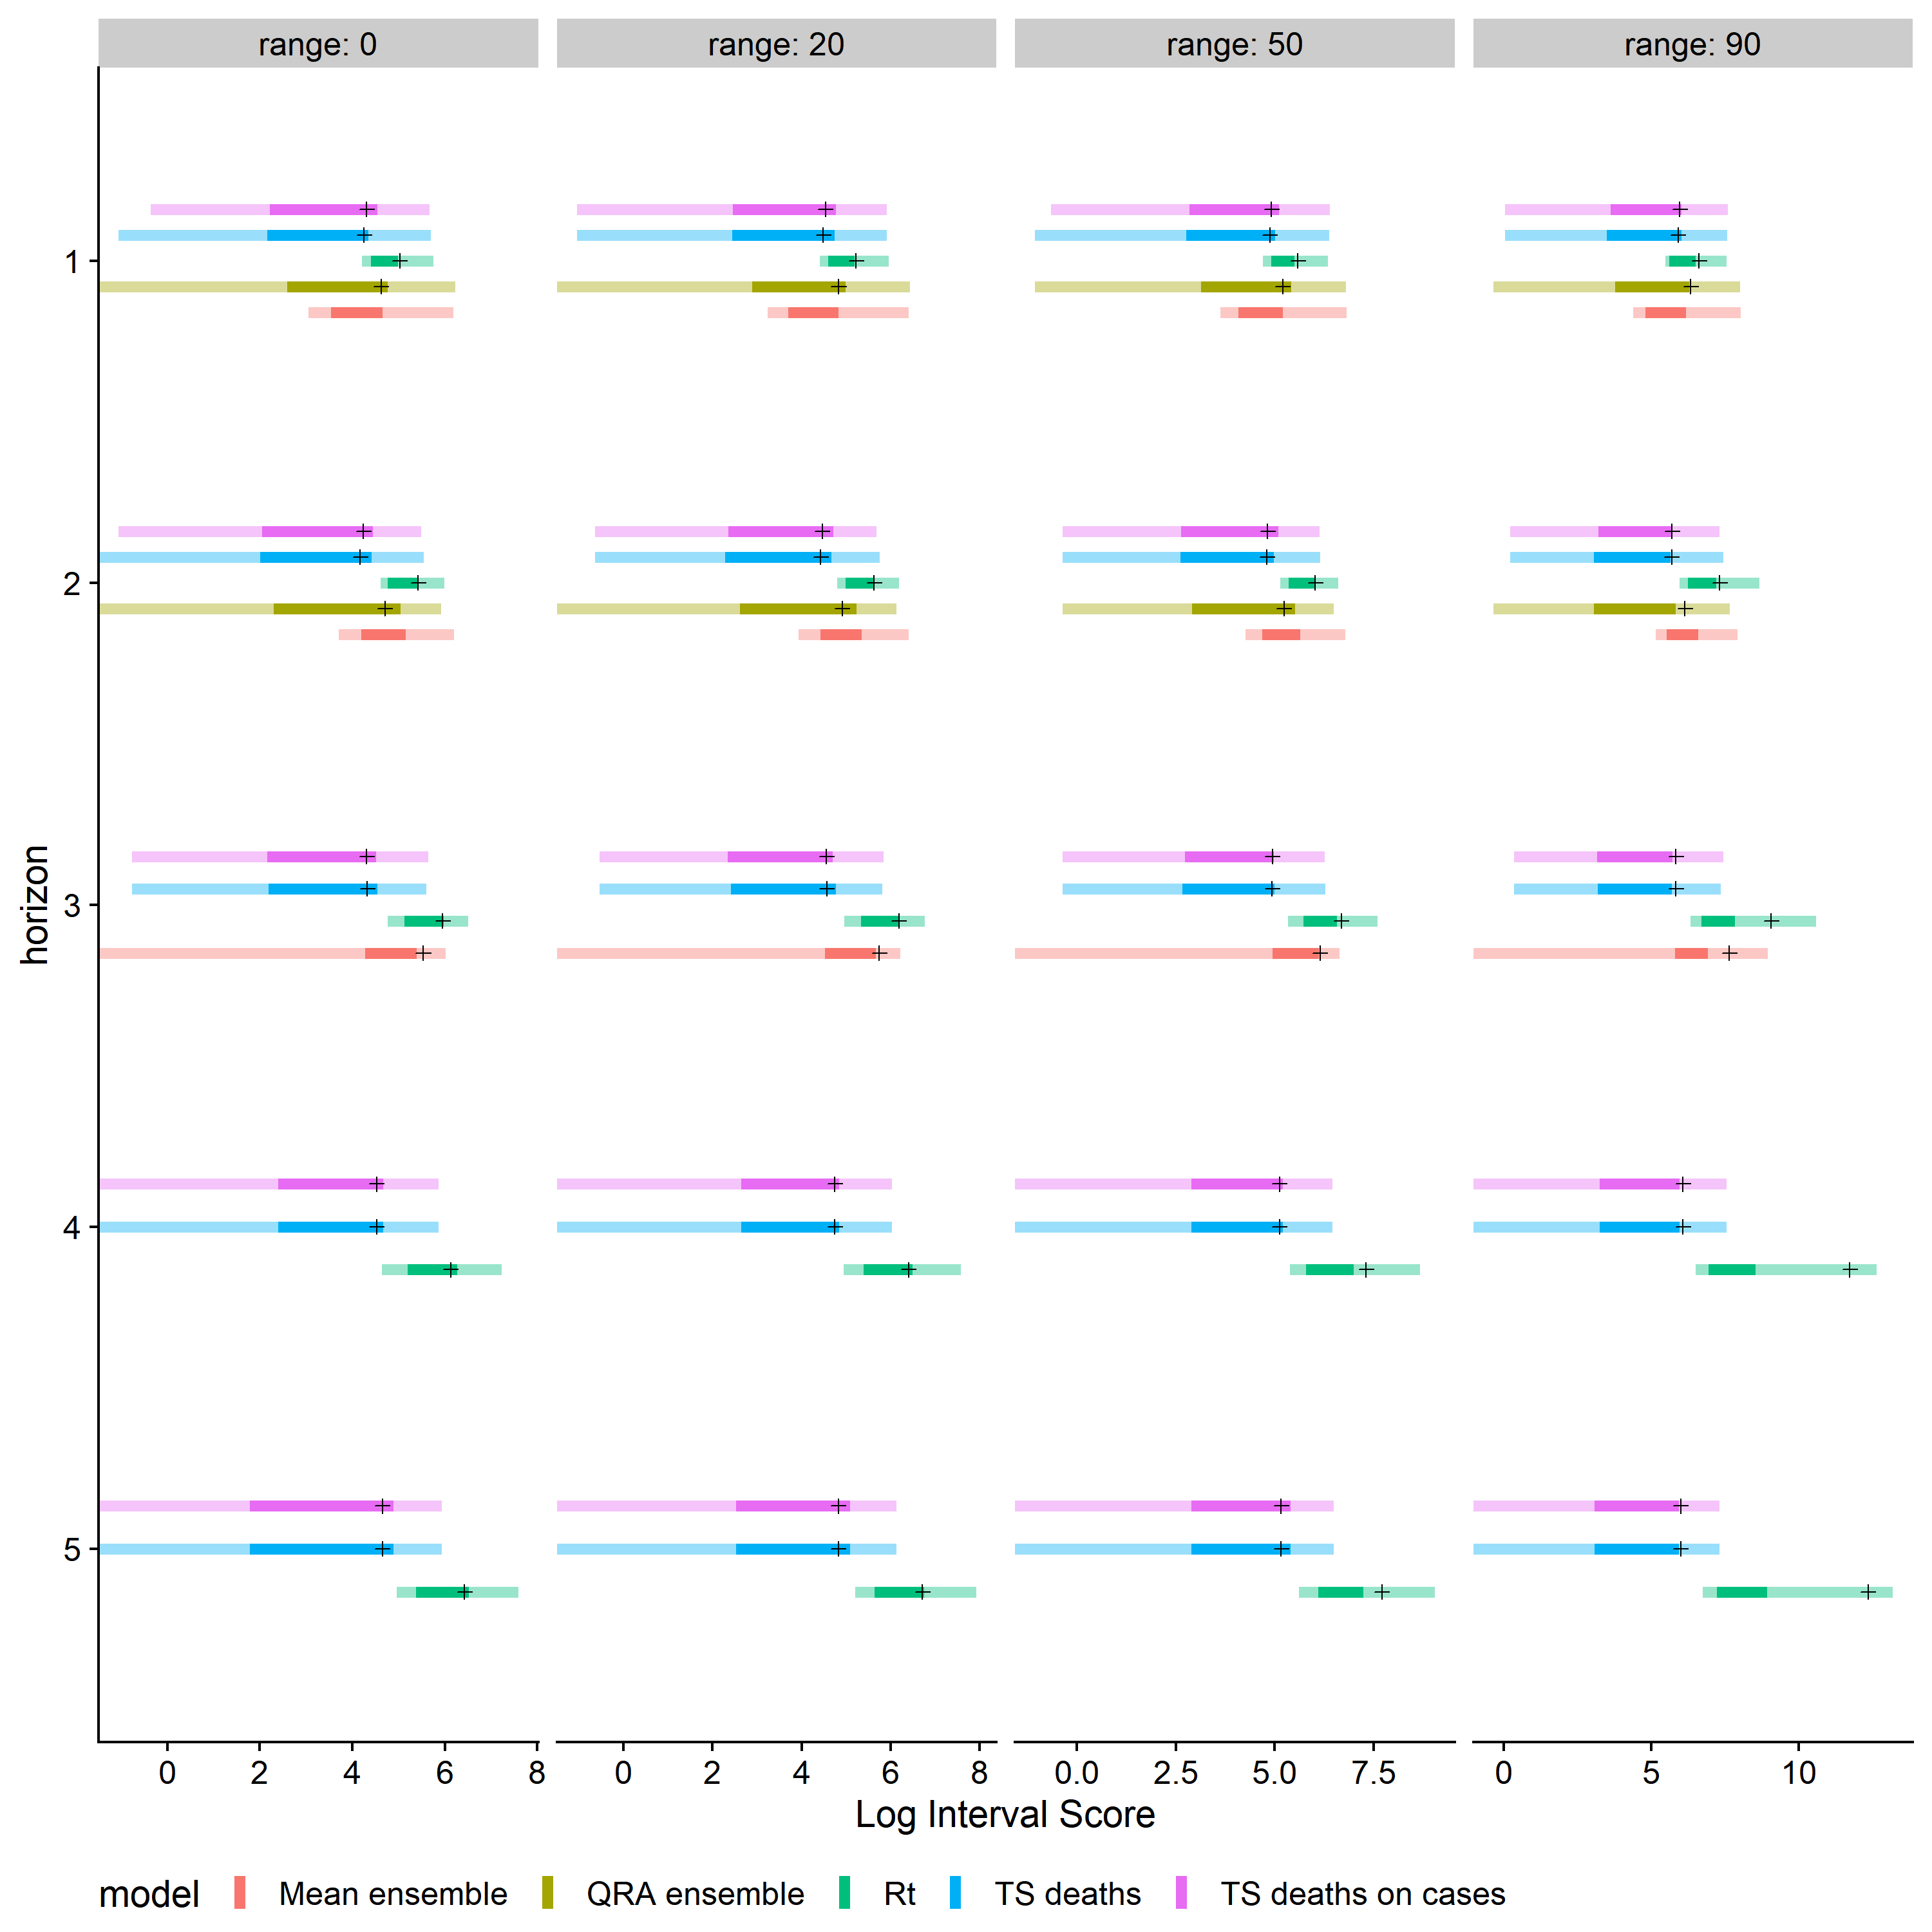 range: 0 range: 20 range: 50 range: 90
1
2
3
4
5
horizon
0 2 4 6 8 0 2 4 6 8 0.0 2.5 5.0 7.5 0 5 10
Log Interval Score
model Mean ensemble QRA ensemble Rt TS deaths TS deaths on cases